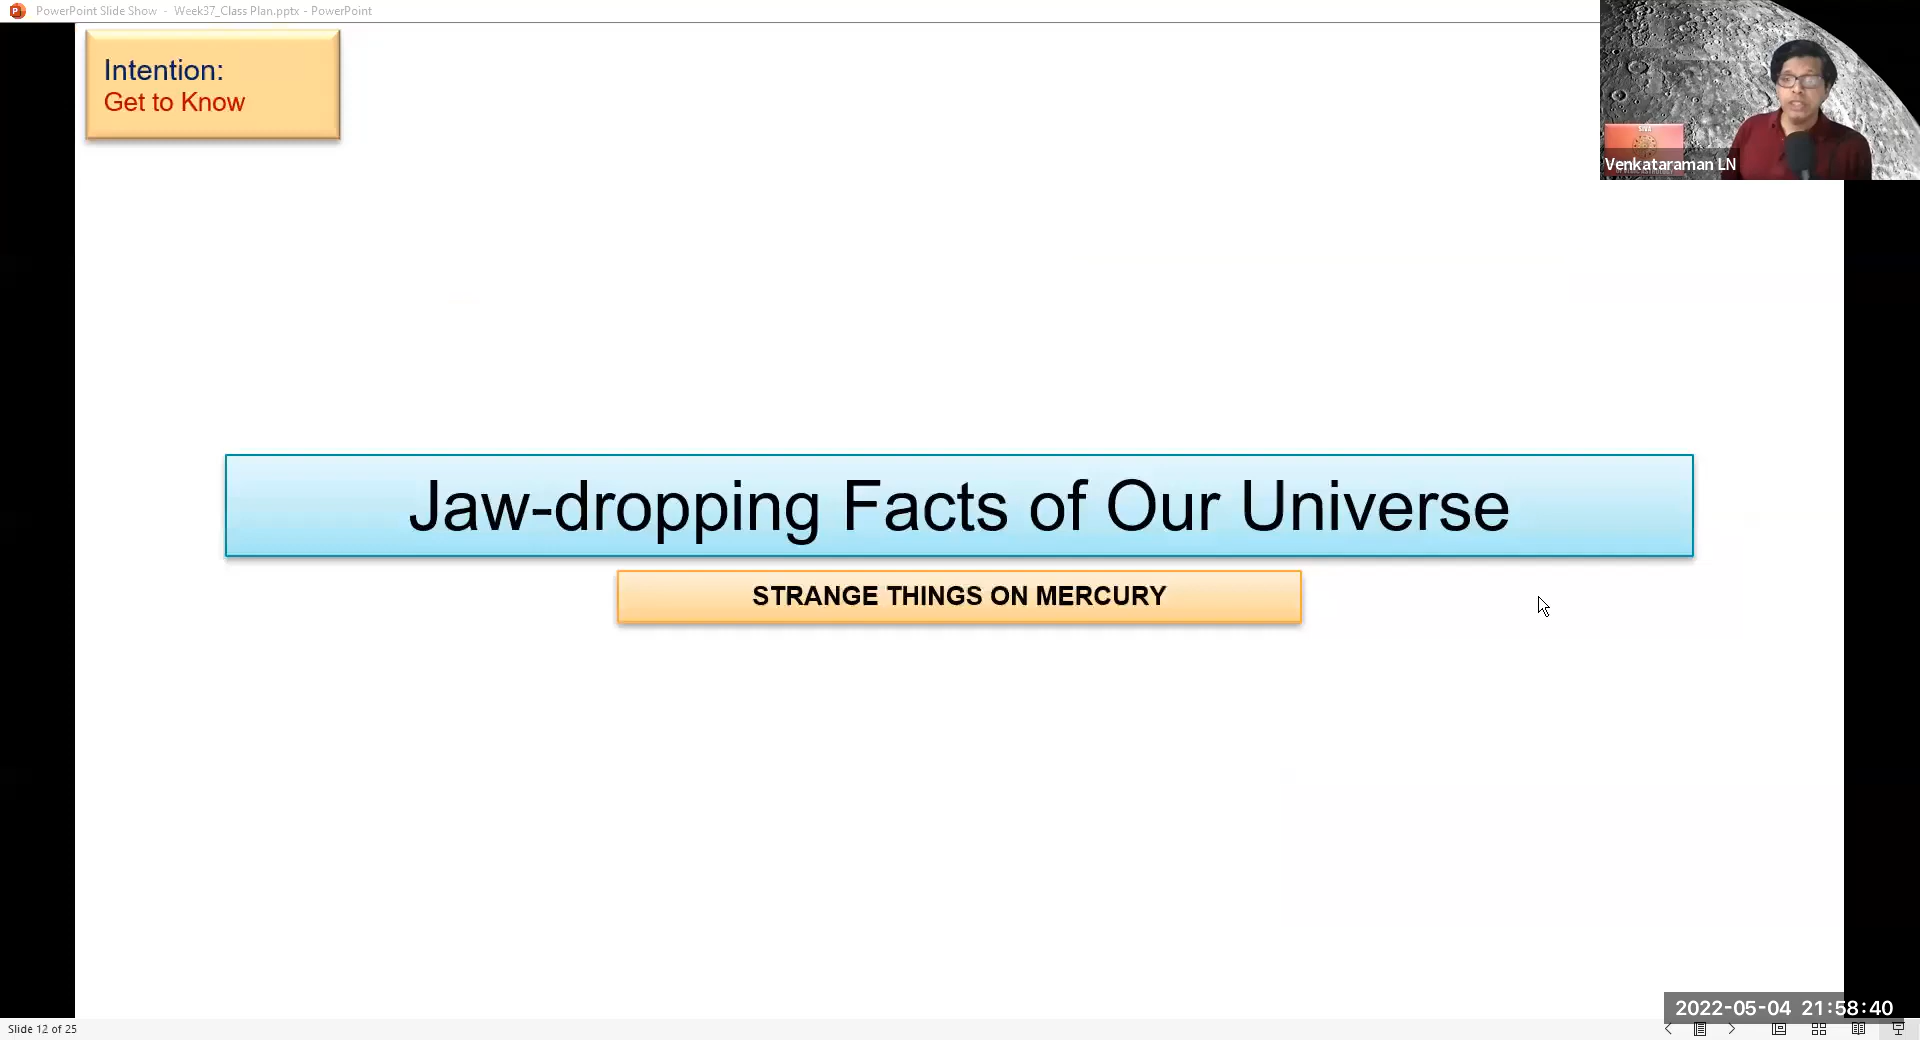 PowerPoint Slide Show - Week37_Class Plan.pptx - PowerPoint
Intention:
Get to Know
SIVA
Venkataraman LN
Jaw-dropping Facts of Our Universe
STRANGE THINGS ON MERCURY
2022-05-04 21:58:40
Slide 12 of 25